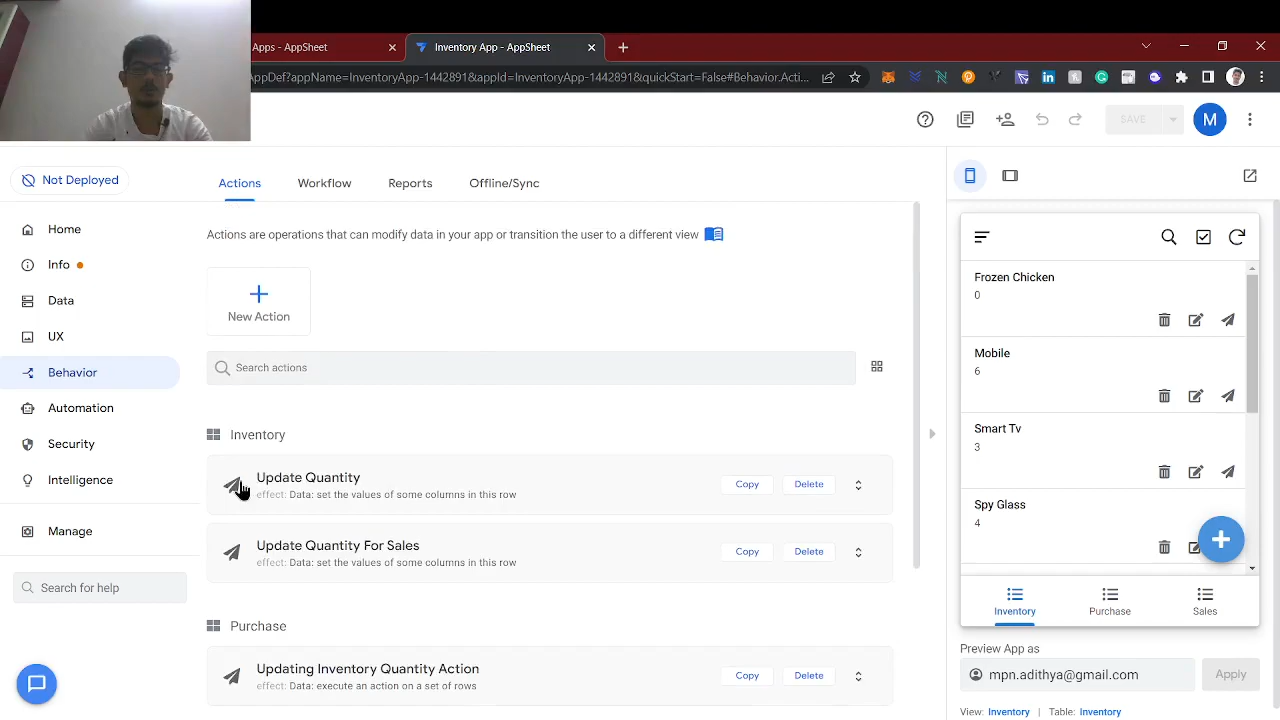 Apps - AppSheet
Inventory App - AppSheet
AppDef?appName=InventoryApp-1442891&appId=InventoryApp-1442891&quickStart=False#Behavior.Acti...
SAVE
M
Not Deployed
Actions
Workflow
Reports
Offline/Sync
Home
Info
Data
UX
Behavior
Automation
Security
Intelligence
Manage
Search for help
Actions are operations that can modify data in your app or transition the user to a different view
New Action
Search actions
Inventory
Update Quantity
effect: Data: set the values of some columns in this row
Copy
Delete
Update Quantity For Sales
effect: Data: set the values of some columns in this row
Copy
Delete
Purchase
Updating Inventory Quantity Action
effect: Data: execute an action on a set of rows
Copy
Delete
Frozen Chicken
0
Mobile
6
Smart Tv
3
Spy Glass
4
Inventory
Purchase
Sales
Preview App as
mpn.adithya@gmail.com
Apply
View: Inventory | Table: Inventory